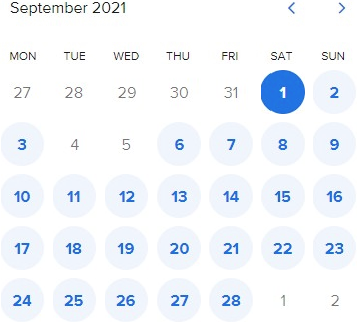 September 2021
MON TUE WED THU FRI SAT SUN
27 28 29 30 31 1 2
3 4 5 6 7 8 9
10 11 12 13 14 15 16
17 18 19 20 21 22 23
24 25 26 27 28 1 2